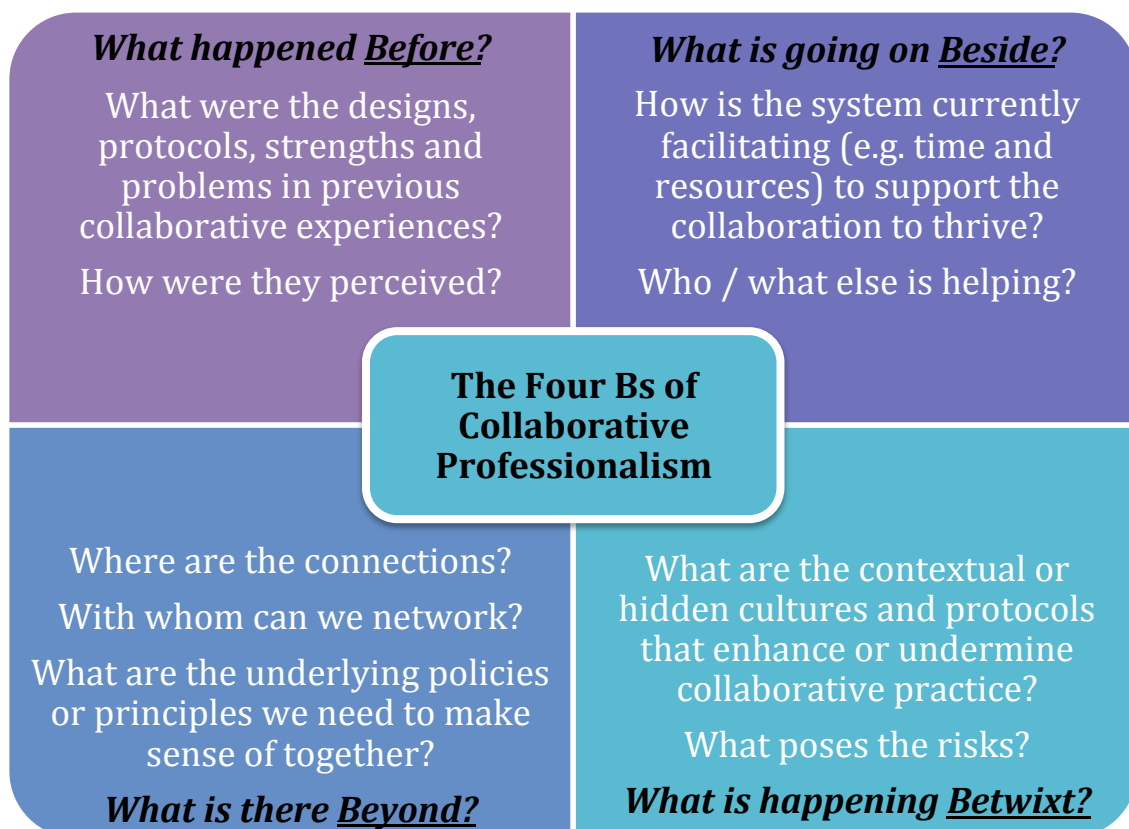 What happened Before?
What were the designs,
protocols, strengths and
problems in previous
collaborative experiences?
How were they perceived?
What is going on Beside?
How is the system currently
facilitating (e.g. time and
resources) to support the
collaboration to thrive?
Who / what else is helping?
The Four Bs of
Collaborative
Professionalism
Where are the connections?
With whom can we network?
What are the underlying policies
or principles we need to make
sense of together?
What is there Beyond?
What are the contextual or
hidden cultures and protocols
that enhance or undermine
collaborative practice?
What poses the risks?
What is happening Betwixt?